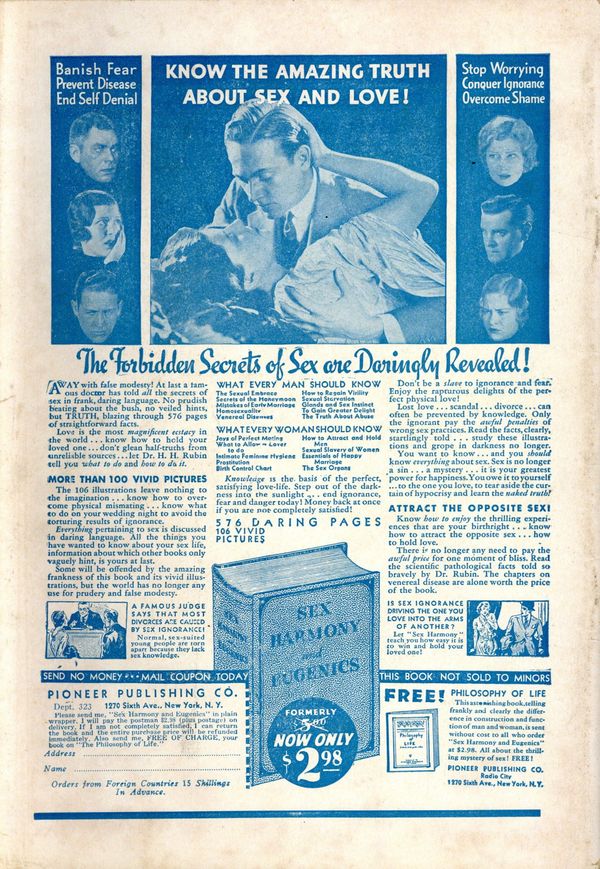 Banish Fear
Prevent Disease
End Self Denial
KNOW THE AMAZING TRUTH
ABOUT SEX AND LOVE!
Stop Worrying
Conquer Ignorance
Overcome Shame
The Forbidden Secrets of Sex are Daringly Revealed!
AWAY with false modesty! At last a fam-
ous doctor has told all the secrets of
sex in frank, daring language. No prudish
beating about the bush, no veiled hints,
but TRUTH, blazing through 576 pages
of straightforward facts.
Love is the most magnificent ecstacy in
the world . . . know how to hold your
loved one . . . don't glean half-truths from
unreliable sources . . . let Dr. H. H. Rubin
tell you what to do and how to do it.
MORE THAN 100 VIVID PICTURES
The 106 illustrations leave nothing to
the imagination . . . know how to over-
come physical mismating . . . know what
to do on your wedding night to avoid the
torturing results of ignorance.
Everything pertaining to sex is discussed
in daring language. All the things you
have wanted to know about your sex life,
information about which other books only
vaguely hint, is yours at last.
Some will be offended by the amazing
frankness of this book and its vivid illus-
trations, but the world has no longer any
use for prudery and false modesty.
A FAMOUS JUDGE
SAYS THAT MOST
DIVORCES ARE CAUSED
BY SEX IGNORANCE!
Normal, sex-suited
young people are torn
apart because they lack
sex knowledge.
WHAT EVERY MAN SHOULD KNOW
The Sexual Embrace
Secrets of the Honeymoon
Mistakes of Early Marriage
Homosexuality
Venereal Diseases
How to Regain Virility
Sexual Starvation
Glands and Sex Instinct
To Gain Greater Delight
The Truth About Abuse
WHAT EVERY WOMAN SHOULD KNOW
Joys of Perfect Mating
What to Allow a Lover
to do
Intimate Feminine Hygiene
Prostitution
Birth Control Chart
How to Attract and Hold
Men
Sexual Slavery of Women
Essentials of Happy
Marriage
The Sex Organs
Knowledge is the basis of the perfect,
satisfying love-life. Step out of the dark-
ness into the sunlight . . . end ignorance,
fear and danger today! Money back at once
if you are not completely satisfied!
576 DARING PAGES
106 VIVID
PICTURES
Don't be a slave to ignorance and fear.
Enjoy the rapturous delights of the per-
fect physical love!
Lost love . . . scandal . . . divorce . . . can
often be prevented by knowledge. Only
the ignorant pay the awful penalties of
wrong sex practices. Read the facts, clearly,
startlingly told . . . study these illustra-
tions and grope in darkness no longer.
You want to know . . . and you should
know everything about sex. Sex is no longer
a sin . . . a mystery . . . it is your greatest
power for happiness. You owe it to yourself
. . . to the one you love, to tear aside the cur-
tain of hypocrisy and learn the naked truth!
ATTRACT THE OPPOSITE SEX!
Know how to enjoy the thrilling experi-
ences that are your birthright . . . know
how to attract the opposite sex . . . how
to hold love.
There is no longer any need to pay the
awful price for one moment of bliss. Read
the scientific pathological facts told so
bravely by Dr. Rubin. The chapters on
venereal disease are alone worth the price
of the book.
IS SEX IGNORANCE
DRIVING THE ONE YOU
LOVE INTO THE ARMS
OF ANOTHER?
Let "Sex Harmony"
teach you how easy it is
to win and hold your
loved one!
SEX
HARMONY
and
EUGENICS
SEX
HARMONY
EUGENICS
FORMERLY
$5.00
NOW ONLY
$2.98
SEND NO MONEY • • • MAIL COUPON TODAY
THIS BOOK NOT SOLD TO MINORS
PIONEER PUBLISHING CO.
Dept. 323 1270 Sixth Ave., New York, N. Y.
Please send me, "Sex Harmony and Eugenics" in plain
wrapper. I will pay the postman $2.98 (plus postage) on
delivery. If I am not completely satisfied, I can return
the book and the entire purchase price will be refunded
immediately. Also send me, FREE OF CHARGE, your
book on "The Philosophy of Life."
Address
Name
Orders from Foreign Countries 15 Shillings
In Advance.
FREE!
Philosophy
of
LIFE
PHILOSOPHY OF LIFE
This astonishing book, telling
frankly and clearly the differ-
ence in construction and func-
tion of man and woman, is sent
without cost to all who order
"Sex Harmony and Eugenics"
at $2.98. All about the thrill-
ing mystery of sex! FREE!
PIONEER PUBLISHING CO.
Radio City
1270 Sixth Ave., New York, N.Y.